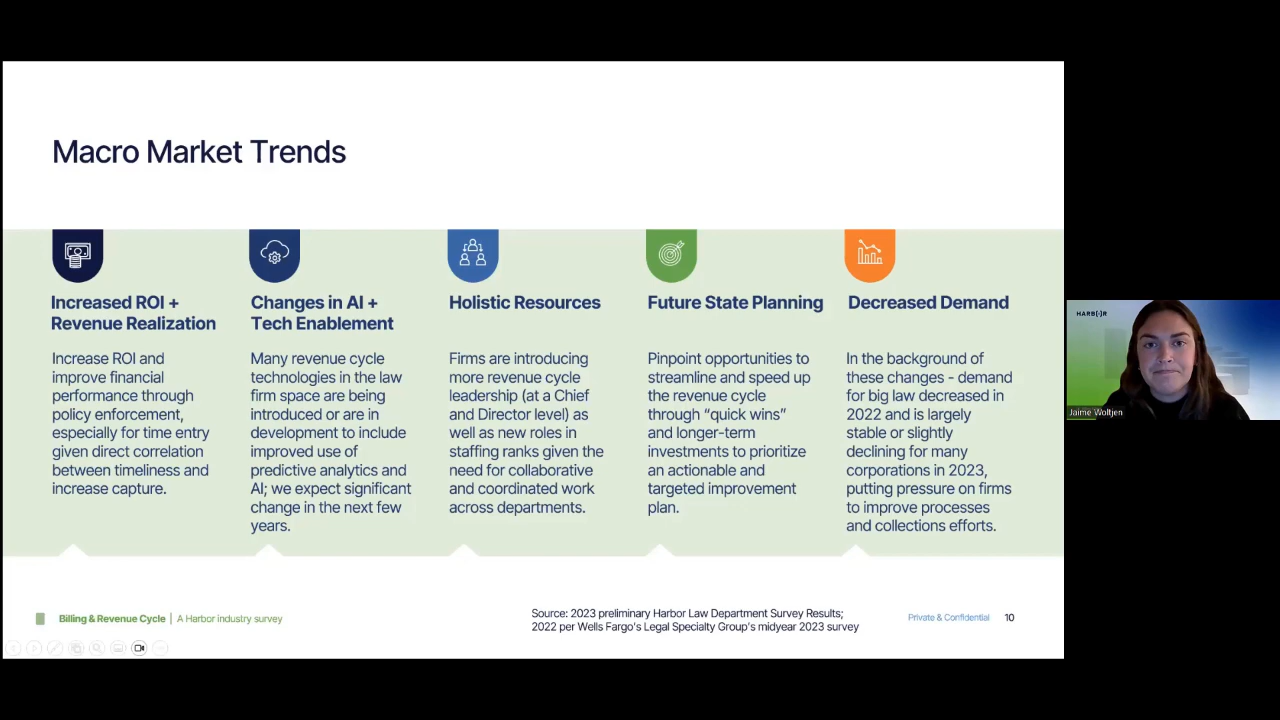 Macro Market Trends
Increased ROI +
Revenue Realization
Increase ROI and
improve financial
performance through
policy enforcement,
especially for time entry
given direct correlation
between timeliness and
increase capture.
Changes in AI +
Tech Enablement
Many revenue cycle
technologies in the law
firm space are being
introduced or are in
development to include
improved use of
predictive analytics and
AI; we expect significant
change in the next few
years.
Holistic Resources
Firms are introducing
more revenue cycle
leadership (at a Chief
and Director level) as
well as new roles in
staffing ranks given the
need for collaborative
and coordinated work
across departments.
Future State Planning
Pinpoint opportunities to
streamline and speed up
the revenue cycle
through “quick wins”
and longer-term
investments to prioritize
an actionable and
targeted improvement
plan.
Decreased Demand
In the background of
these changes - demand
for big law decreased in
2022 and is largely
stable or slightly
declining for many
corporations in 2023,
putting pressure on firms
to improve processes
and collections efforts.
Billing & Revenue Cycle | A Harbor industry survey
Source: 2023 preliminary Harbor Law Department Survey Results;
2022 per Wells Fargo's Legal Specialty Group's midyear 2023 survey
Private & Confidential 10
HARB(·)R
Jaime Woltjen